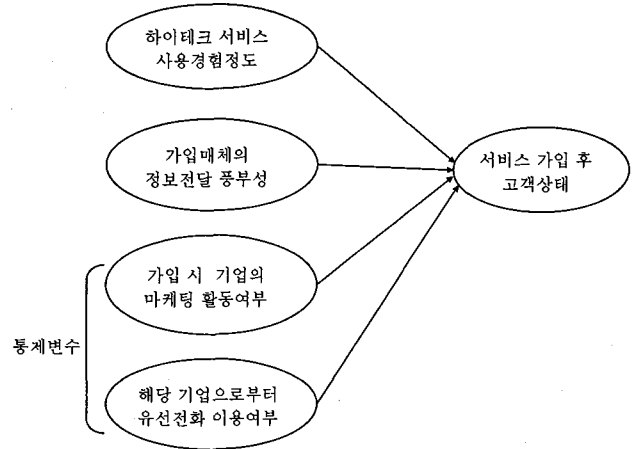 하이테크 서비스
사용경험정도
가입매체의
정보전달 풍부성
서비스 가입 후
고객상태
가입 시 기업의
마케팅 활동여부
통제변수
해당 기업으로부터
유선전화 이용여부